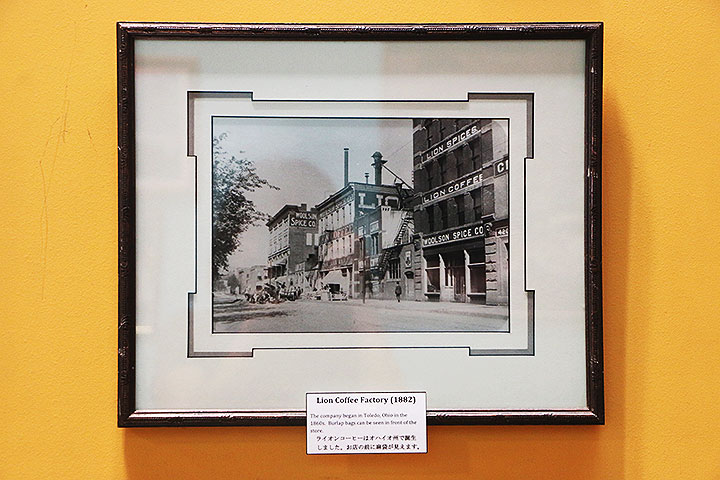 LION SPICES
LION COFFEE
WOOLSON
SPICE CO.
WOOLSON SPICE CO
Lion Coffee Factory (1882)
The company began in Toledo, Ohio in the
1860s. Burlap bags can be seen in front of the
store.
ライオンコーヒーはオハイオ州で誕生
しました。お店の前に麻袋が見えます。